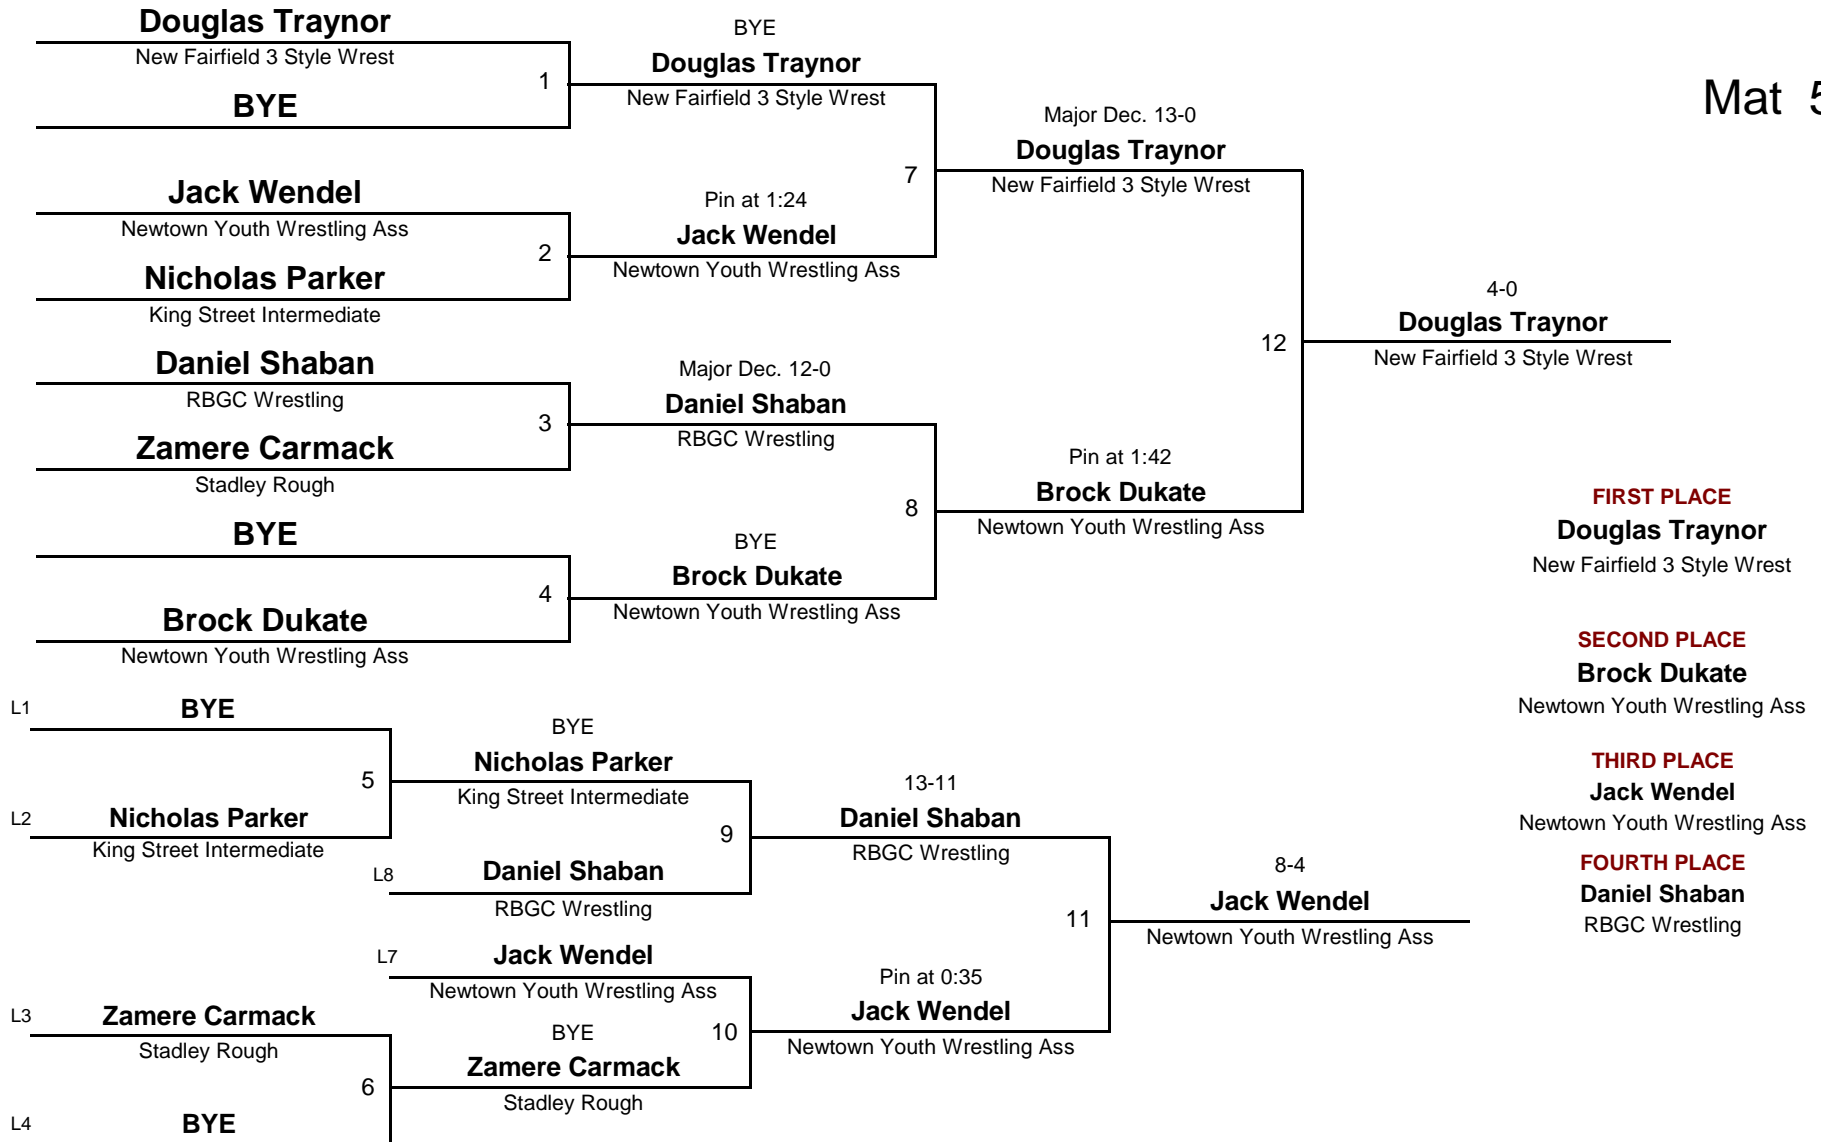 Douglas Traynor
New Fairfield 3 Style Wrest
1
BYE
BYE
Douglas Traynor
New Fairfield 3 Style Wrest
Mat 5
Jack Wendel
Newtown Youth Wrestling Ass
2
Nicholas Parker
King Street Intermediate
Pin at 1:24
Jack Wendel
Newtown Youth Wrestling Ass
7
Major Dec. 13-0
Douglas Traynor
New Fairfield 3 Style Wrest
Daniel Shaban
RBGC Wrestling
3
Zamere Carmack
Stadley Rough
Major Dec. 12-0
Daniel Shaban
RBGC Wrestling
BYE
4
Brock Dukate
Newtown Youth Wrestling Ass
BYE
Brock Dukate
Newtown Youth Wrestling Ass
8
Pin at 1:42
Brock Dukate
Newtown Youth Wrestling Ass
12
4-0
Douglas Traynor
New Fairfield 3 Style Wrest
FIRST PLACE
Douglas Traynor
New Fairfield 3 Style Wrest
SECOND PLACE
Brock Dukate
Newtown Youth Wrestling Ass
THIRD PLACE
Jack Wendel
Newtown Youth Wrestling Ass
FOURTH PLACE
Daniel Shaban
RBGC Wrestling
L1
BYE
5
L2
Nicholas Parker
King Street Intermediate
BYE
Nicholas Parker
King Street Intermediate
9
L8
Daniel Shaban
RBGC Wrestling
13-11
Daniel Shaban
RBGC Wrestling
L7
Jack Wendel
Newtown Youth Wrestling Ass
10
L3
Zamere Carmack
Stadley Rough
6
L4
BYE
BYE
Zamere Carmack
Stadley Rough
Pin at 0:35
Jack Wendel
Newtown Youth Wrestling Ass
11
8-4
Jack Wendel
Newtown Youth Wrestling Ass